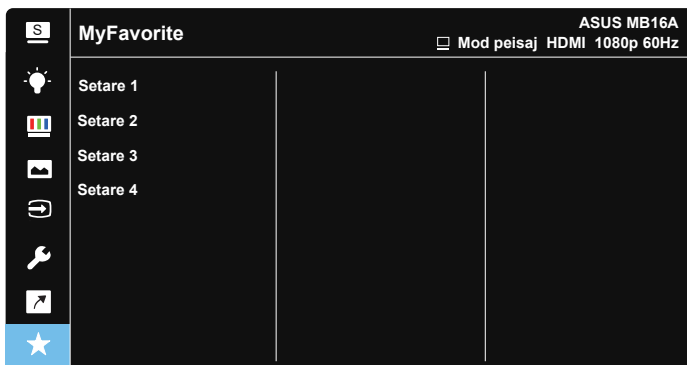 S
MyFavorite
ASUS MB16A
Mod peisaj HDMI 1080p 60Hz
Setare 1
Setare 2
Setare 3
Setare 4